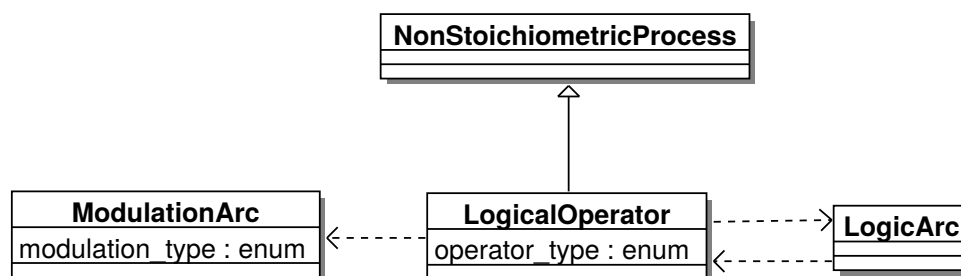 NonStoichiometricProcess
ModulationArc
modulation_type : enum
LogicalOperator
operator_type : enum
LogicArc